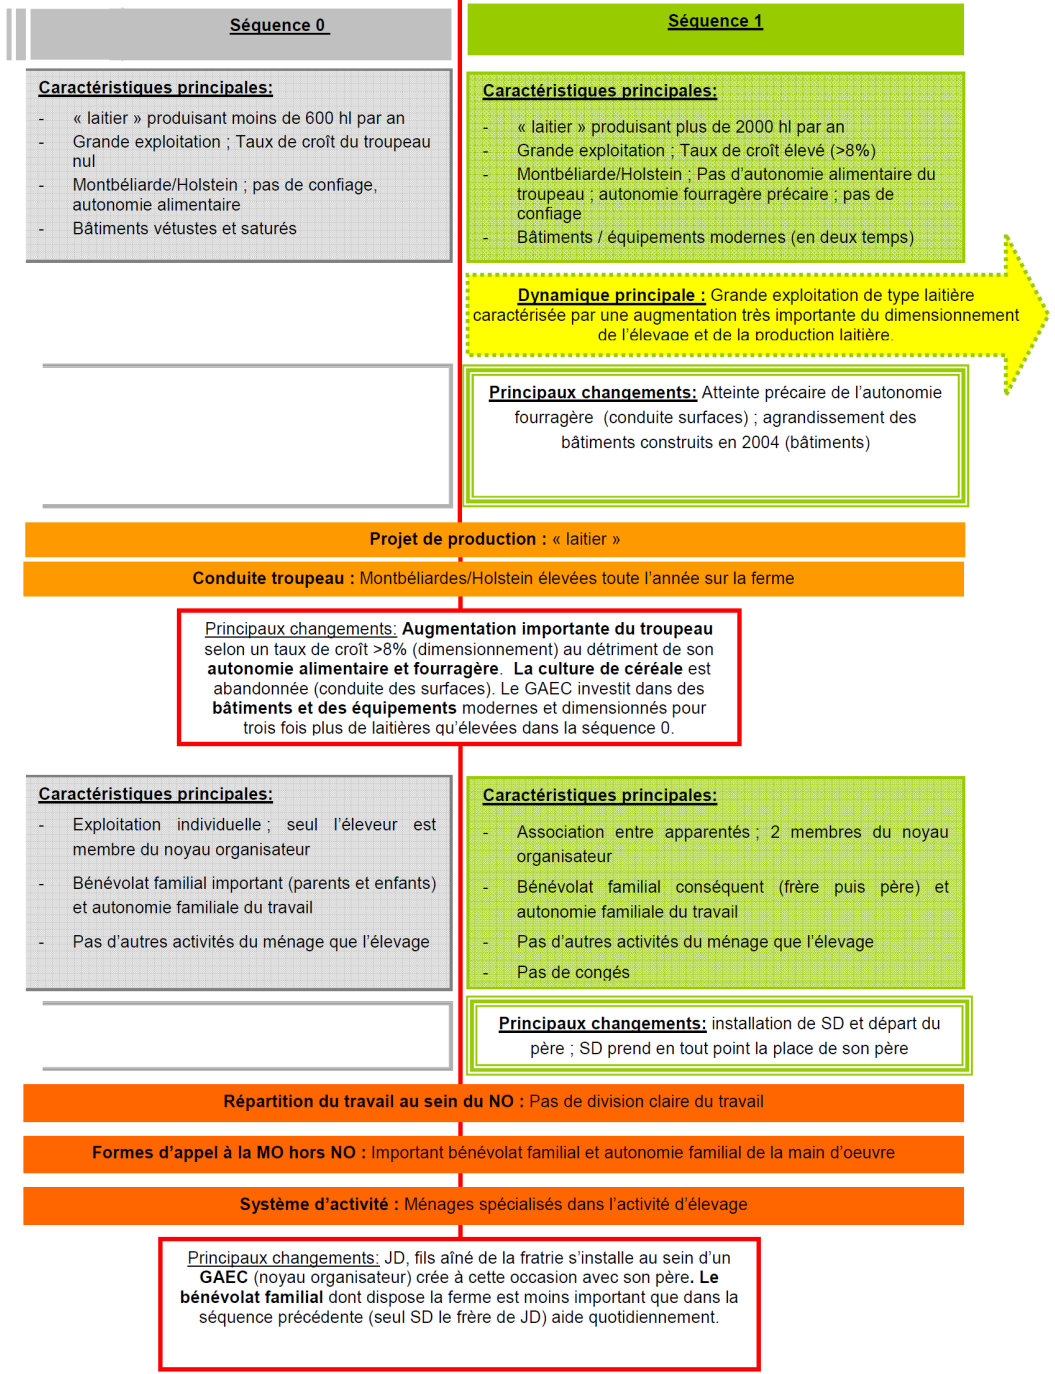 Séquence 0
Séquence 1
Caractéristiques principales:
- « laitier » produisant moins de 600 hl par an
- Grande exploitation ; Taux de croît du troupeau
nul
- Montbéliarde/Holstein ; pas de confiage,
autonomie alimentaire
- Bâtiments vétustes et saturés
Caractéristiques principales:
- « laitier » produisant plus de 2000 hl par an
- Grande exploitation ; Taux de croît élevé (>8%)
- Montbéliarde/Holstein ; Pas d'autonomie alimentaire du
troupeau ; autonomie fourragère précaire ; pas de
confiage
- Bâtiments / équipements modernes (en deux temps)
Dynamique principale : Grande exploitation de type laitière
caractérisée par une augmentation très importante du dimensionnement
de l'élevage et de la production laitière.
Principaux changements: Atteinte précaire de l'autonomie
fourragère (conduite surfaces) ; agrandissement des
bâtiments construits en 2004 (bâtiments)
Projet de production : « laitier »
Conduite troupeau : Montbéliardes/Holstein élevées toute l'année sur la ferme
Principaux changements: Augmentation importante du troupeau
selon un taux de croît >8% (dimensionnement) au détriment de son
autonomie alimentaire et fourragère. La culture de céréale est
abandonnée (conduite des surfaces). Le GAEC investit dans des
bâtiments et des équipements modernes et dimensionnés pour
trois fois plus de laitières qu'élevées dans la séquence 0.
Caractéristiques principales:
- Exploitation individuelle ; seul l'éleveur est
membre du noyau organisateur
- Bénévolat familial important (parents et enfants)
et autonomie familiale du travail
- Pas d'autres activités du ménage que l'élevage
Caractéristiques principales:
- Association entre apparentés ; 2 membres du noyau
organisateur
- Bénévolat familial conséquent (frère puis père) et
autonomie familiale du travail
- Pas d'autres activités du ménage que l'élevage
- Pas de congés
Principaux changements: installation de SD et départ du
père ; SD prend en tout point la place de son père
Répartition du travail au sein du NO : Pas de division claire du travail
Formes d'appel à la MO hors NO : Important bénévolat familial et autonomie familial de la main d'oeuvre
Système d'activité : Ménages spécialisés dans l'activité d'élevage
Principaux changements: JD, fils aîné de la fratrie s'installe au sein d'un
GAEC (noyau organisateur) crée à cette occasion avec son père. Le
bénévolat familial dont dispose la ferme est moins important que dans la
séquence précédente (seul SD le frère de JD) aide quotidiennement.